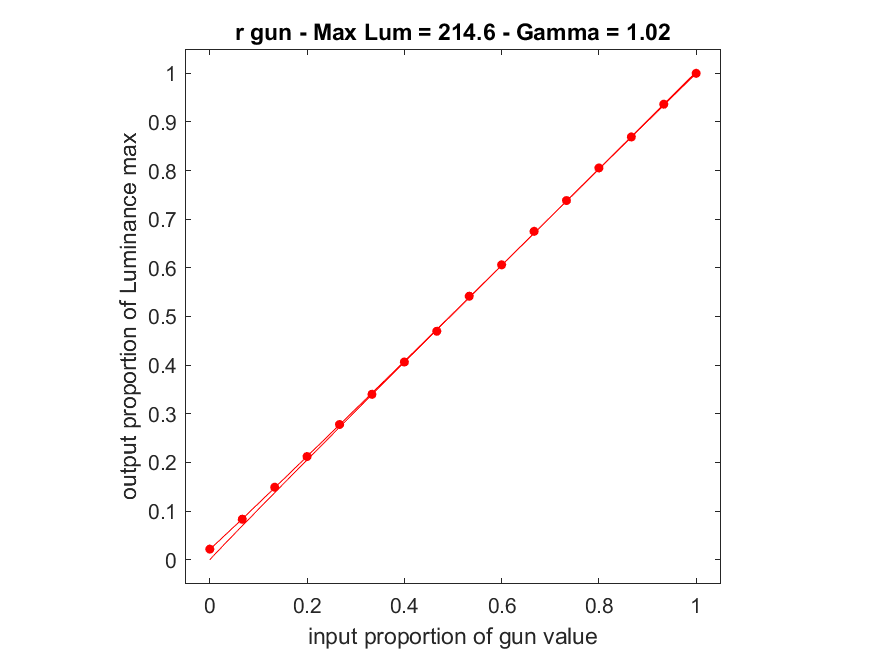 r gun - Max Lum = 214.6 - Gamma = 1.02
output proportion of Luminance max
1
0.9
0.8
0.7
0.6
0.5
0.4
0.3
0.2
0.1
0
0 0.2 0.4 0.6 0.8 1
input proportion of gun value